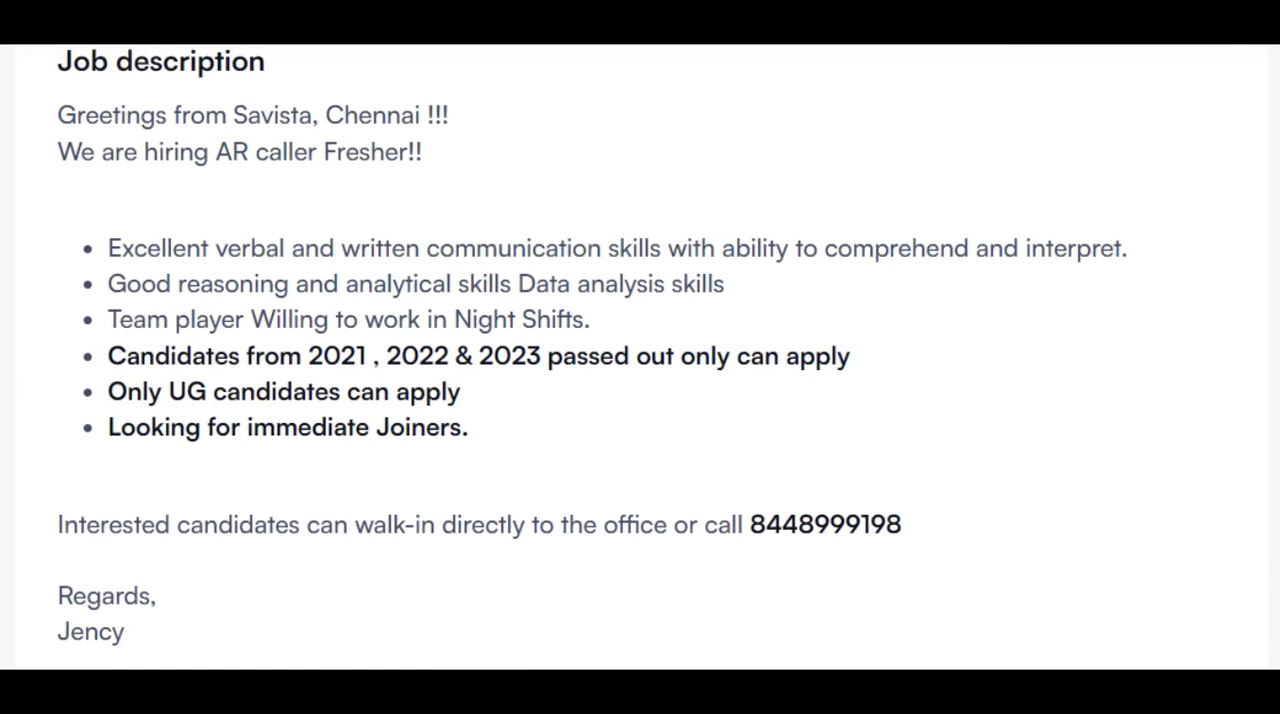 Job description
Greetings from Savista, Chennai !!!
We are hiring AR caller Fresher!!
• Excellent verbal and written communication skills with ability to comprehend and interpret.
• Good reasoning and analytical skills Data analysis skills
• Team player Willing to work in Night Shifts.
• Candidates from 2021 , 2022 & 2023 passed out only can apply
• Only UG candidates can apply
• Looking for immediate Joiners.
Interested candidates can walk-in directly to the office or call 8448999198
Regards,
Jency